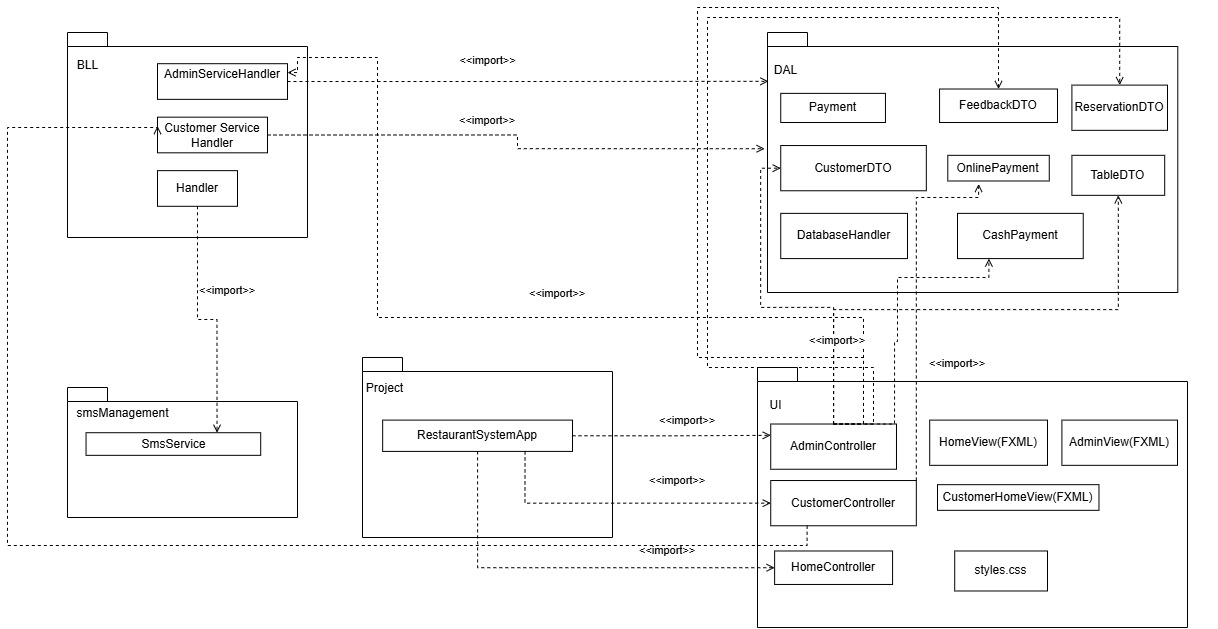 BLL
AdminServiceHandler
Customer Service
Handler
Handler
<<import>>
<<import>>
DAL
Payment
FeedbackDTO
ReservationDTO
CustomerDTO
OnlinePayment
TableDTO
DatabaseHandler
CashPayment
<<import>>
<<import>>
<<import>>
<<import>>
smsManagement
SmsService
Project
RestaurantSystemApp
<<import>>
<<import>>
<<import>>
UI
AdminController
HomeView(FXML)
AdminView(FXML)
CustomerController
CustomerHomeView(FXML)
HomeController
styles.css